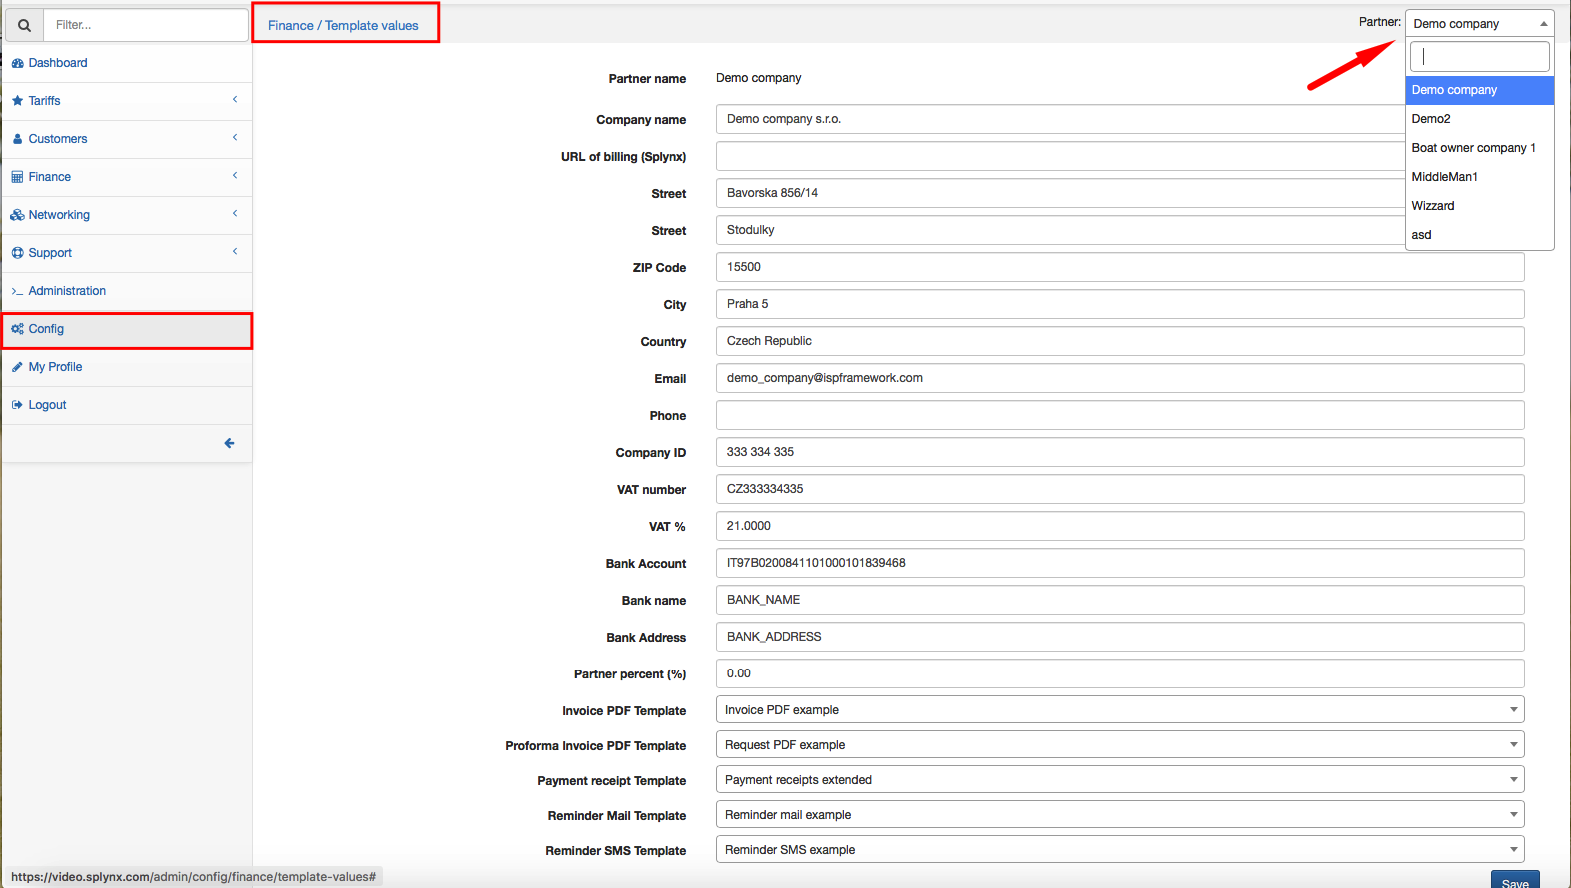 Filter...
Finance / Template values
Partner:
Demo company
Demo company
Demo2
Boat owner company 1
MiddleMan1
Wizzard
asd
Dashboard
Tariffs
Customers
Finance
Networking
Support
>_ Administration
Config
My Profile
Logout
Partner name Demo company
Company name Demo company s.r.o.
URL of billing (Splynx)
Street Bavorska 856/14
Street Stodulky
ZIP Code 15500
City Praha 5
Country Czech Republic
Email demo_company@ispframework.com
Phone
Company ID 333 334 335
VAT number CZ333334335
VAT % 21.0000
Bank Account IT97B0200841101000101839468
Bank name BANK_NAME
Bank Address BANK_ADDRESS
Partner percent (%) 0.00
Invoice PDF Template Invoice PDF example
Proforma Invoice PDF Template Request PDF example
Payment receipt Template Payment receipts extended
Reminder Mail Template Reminder mail example
Reminder SMS Template Reminder SMS example
https://video.splynx.com/admin/config/finance/template-values#
Save